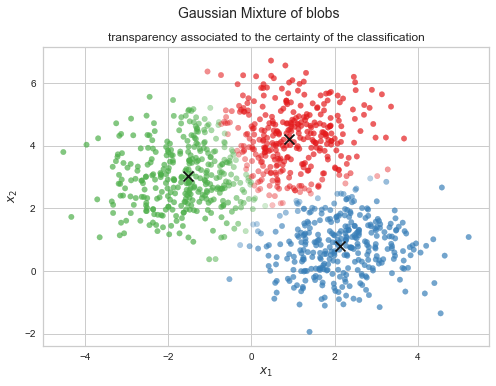 Gaussian Mixture of blobs
transparency associated to the certainty of the classification
6
4
2
0
−2
x₂
−4
−2
0
2
4
x₁